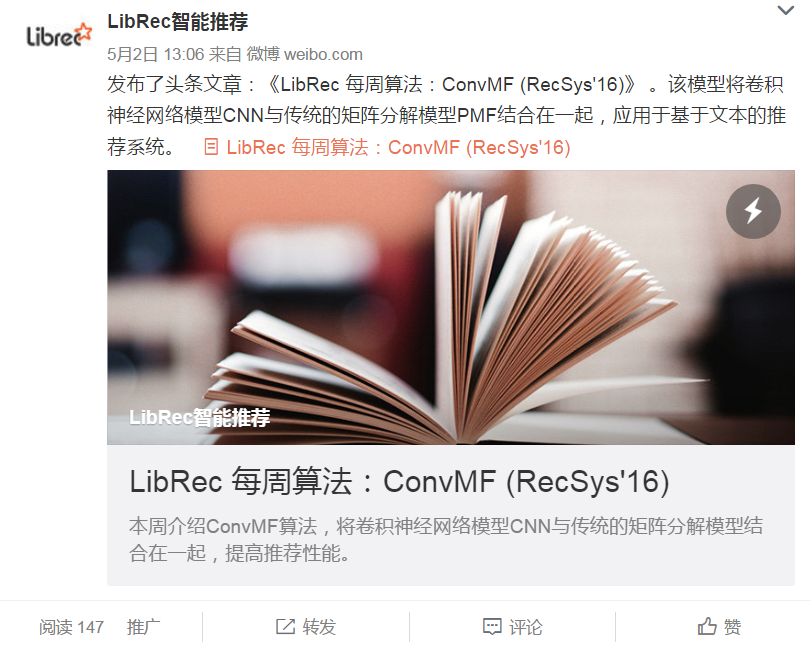 Librec
LibRec智能推荐
5月2日 13:06 来自 微博 weibo.com
发布了头条文章：《LibRec 每周算法：ConvMF (RecSys'16)》 。该模型将卷积
神经网络模型CNN与传统的矩阵分解模型PMF结合在一起，应用于基于文本的推
荐系统。 LibRec 每周算法：ConvMF (RecSys'16)
LibRec智能推荐
LibRec 每周算法：ConvMF (RecSys'16)
本周介绍ConvMF算法，将卷积神经网络模型CNN与传统的矩阵分解模型结
合在一起，提高推荐性能。
阅读 147 推广 转发 评论 赞